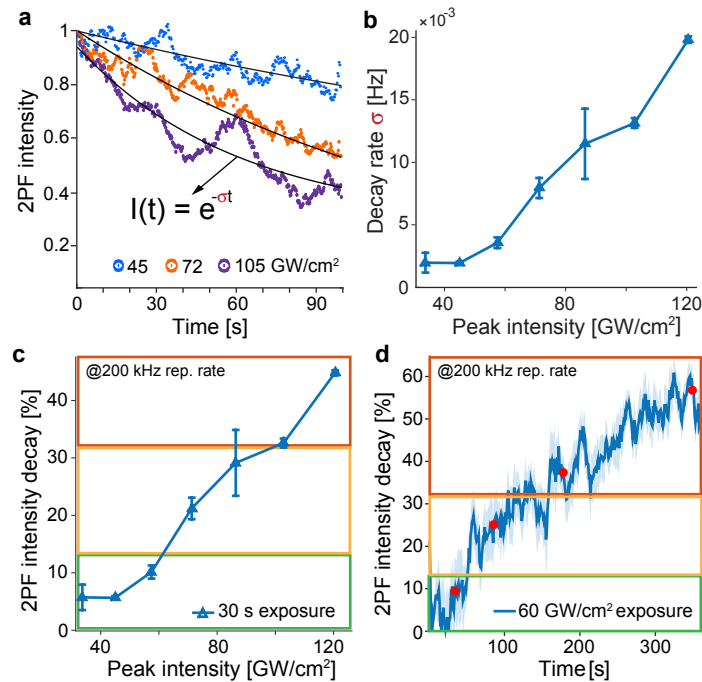 a
1
0.8
0.6
0.4
0.2
2PF intensity
I(t) = e^-σt
45 72 105 GW/cm²
0 30 60 90
Time [s]
b
×10⁻³
20
15
10
5
0
Decay rate σ [Hz]
40 80 120
Peak intensity [GW/cm²]
c
@200 kHz rep. rate
40
30
20
10
0
2PF intensity decay [%]
30 s exposure
40 60 80 100 120
Peak intensity [GW/cm²]
d
@200 kHz rep. rate
60
50
40
30
20
10
0
2PF intensity decay [%]
60 GW/cm² exposure
100 200 300
Time [s]